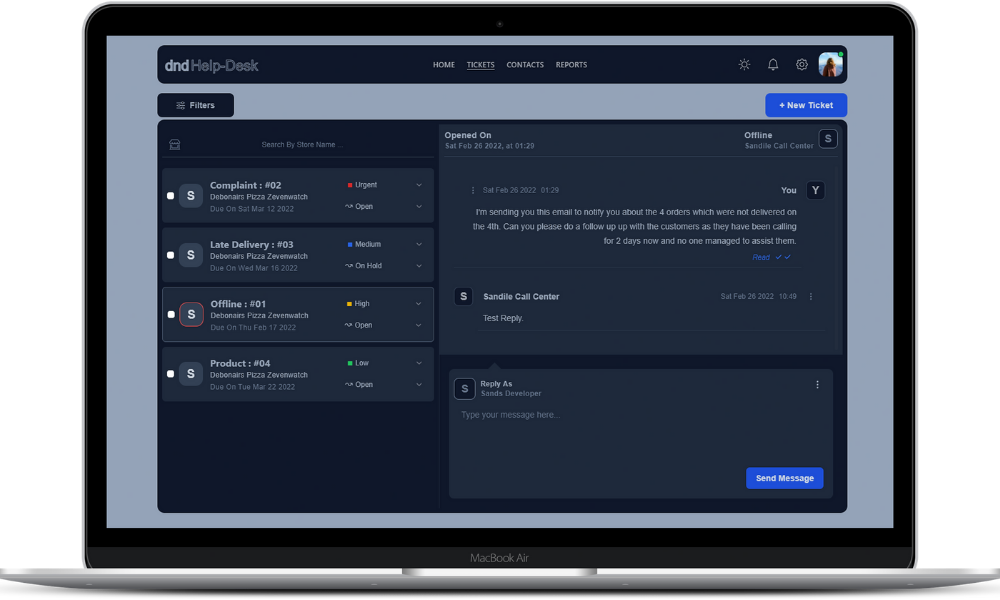 dnd Help-Desk
HOME TICKETS CONTACTS REPORTS
Filters
+ New Ticket
Search By Store Name ...
S
Complaint : #02
Debonairs Pizza Zevenwatch
Due On Sat Mar 12 2022
Urgent
Open
S
Late Delivery : #03
Debonairs Pizza Zevenwatch
Due On Wed Mar 16 2022
Medium
On Hold
S
Offline : #01
Debonairs Pizza Zevenwatch
Due On Thu Feb 17 2022
High
Open
S
Product : #04
Debonairs Pizza Zevenwatch
Due On Tue Mar 22 2022
Low
Open
Opened On
Sat Feb 26 2022, at 01:29
Offline
Sandile Call Center
S
Sat Feb 26 2022 01:29
You
Y
I'm sending you this email to notify you about the 4 orders which were not delivered on
the 4th. Can you please do a follow up up with the customers as they have been calling
for 2 days now and no one managed to assist them.
Read
S
Sandile Call Center
Sat Feb 26 2022 10:49
Test Reply.
S
Reply As
Sands Developer
Type your message here...
Send Message
MacBook Air